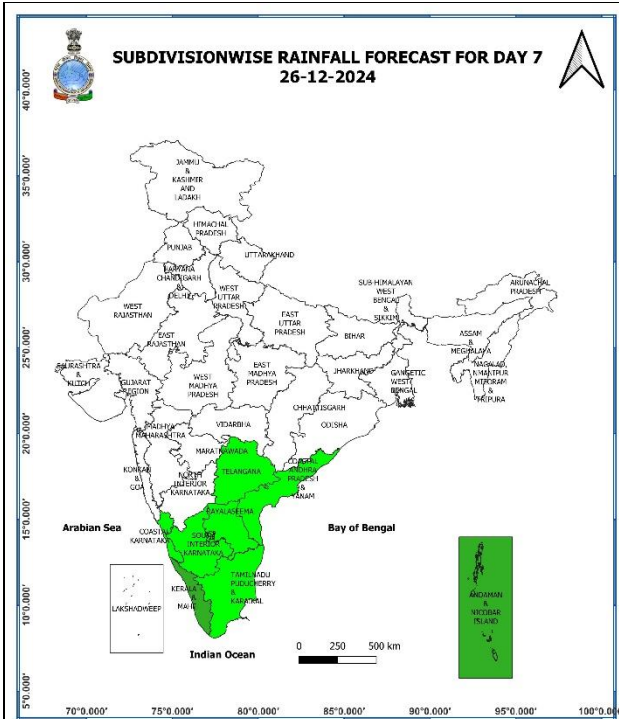 SUBDIVISIONWISE RAINFALL FORECAST FOR DAY 7
26-12-2024
40°0.000'
35°0.000'
30°0.000'
25°0.000'
20°0.000'
15°0.000'
10°0.000'
5°0.000'
JAMMU
&
KASHMIR
AND
LADAKH
HIMACHAL
PRADESH
PUNJAB
UTTARAKHAND
HARYANA
CHANDIGARH
&
DELHI
WEST
UTTAR
PRADESH
WEST
RAJASTHAN
EAST
RAJASTHAN
EAST
UTTAR
PRADESH
SUB-HIMALAYAN
WEST
BENGAL
&
SIKKIM
ARUNACHAL
PRADESH
ASSAM
&
MEGHALAYA
BIHAR
SAURASHTRA
&
KUTCH
GUJARAT
REGION
WEST
MADHYA
PRADESH
EAST
MADHYA
PRADESH
JHARKHAND
GANGETIC
WEST
BENGAL
NAGALAD,
MANIPUR
MIZORAM
&
TRIPURA
CHHATTISGARH
ODISHA
VIDARBHA
MADHYA
MAHARASHTRA
MARATHAWADA
KONKAN
&
GOA
NORTH
INTERIOR
KARNATAKA
TELANGANA
COASTAL
ANDHRA
PRADESH
&
YANAM
RAYALASEEMA
Arabian Sea
Bay of Bengal
COASTAL
KARNATAKA
SOUTH
INTERIOR
KARNATAKA
TAMILNADU
PUDUCHERRY
&
KARAIKAL
KERALA
&
MAHE
LAKSHADWEEP
ANDAMAN
&
NICOBAR
ISLAND
Indian Ocean
0 250 500 km
70°0.000' 75°0.000' 80°0.000' 85°0.000' 90°0.000' 95°0.000' 100°0.00